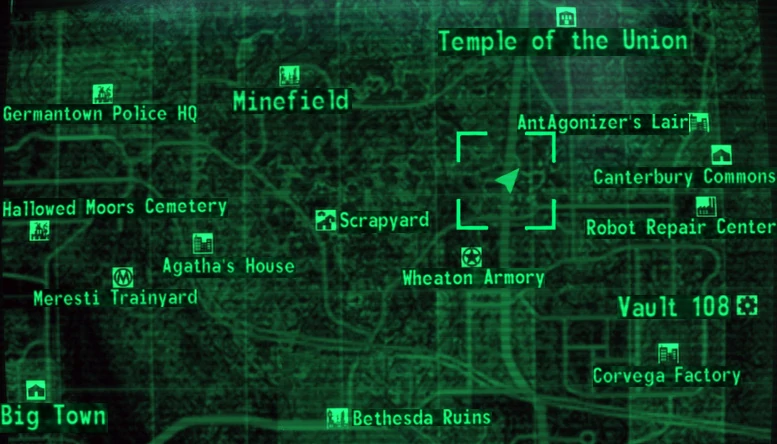 Temple of the Union
Minefield
Germantown Police HQ
AntAgonizer's Lair
Canterbury Commons
Hallowed Moors Cemetery
Scrapyard
Robot Repair Center
Agatha's House
Wheaton Armory
Meresti Trainyard
Vault 108
Corvega Factory
Big Town
Bethesda Ruins